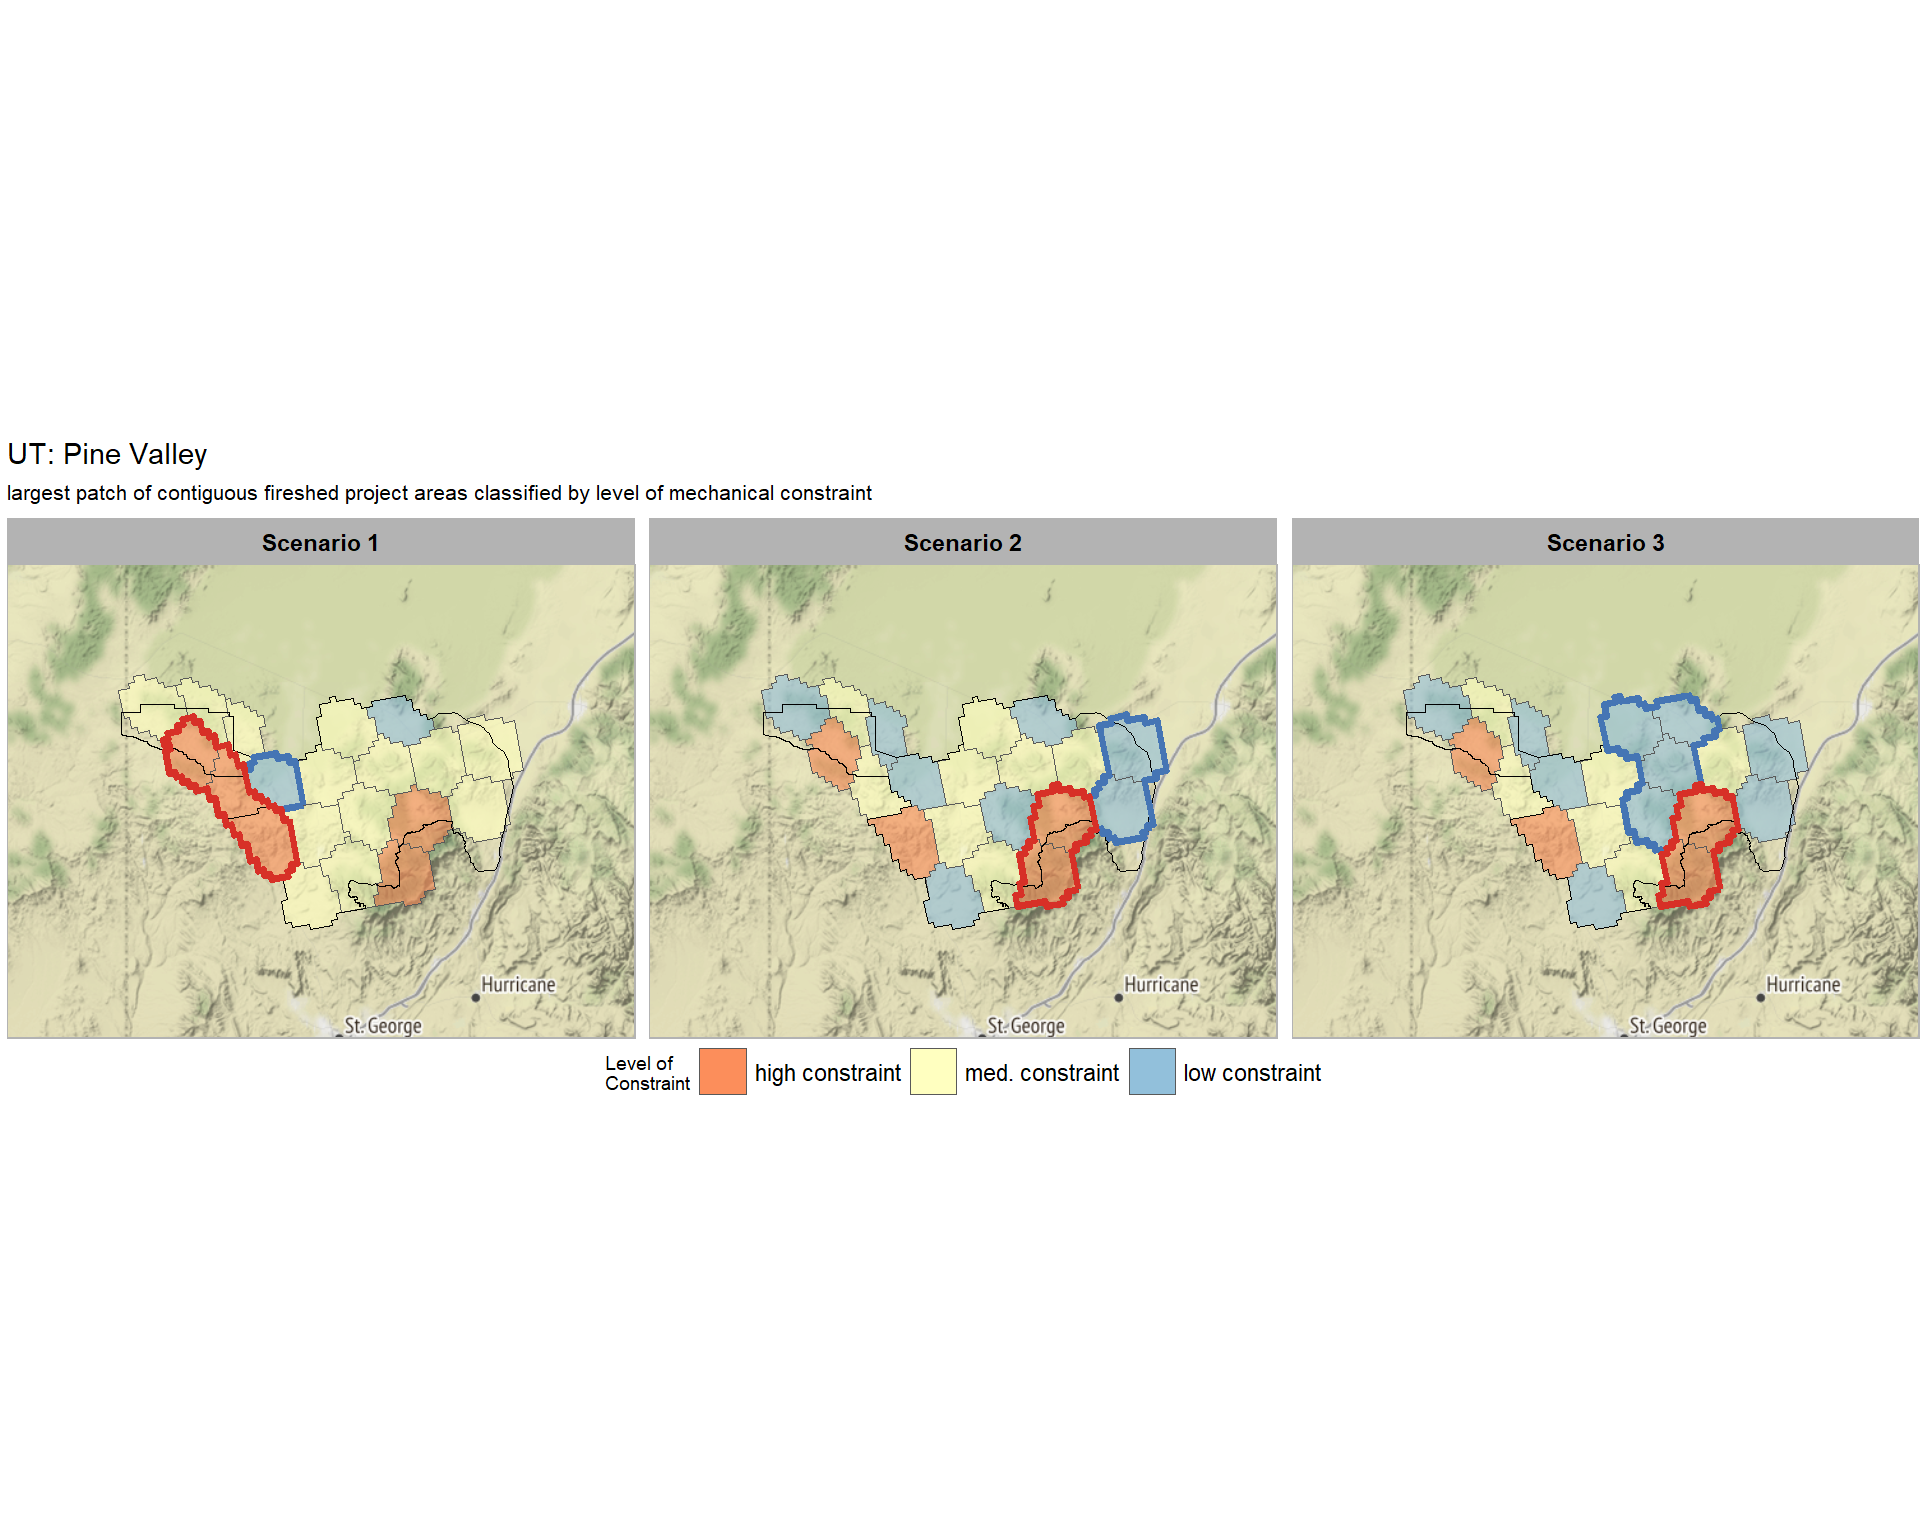 UT: Pine Valley
largest patch of contiguous fireshed project areas classified by level of mechanical constraint
Scenario 1
Scenario 2
Scenario 3
Hurricane
St. George
Hurricane
St. George
Hurricane
St. George
Level of
Constraint
high constraint
med. constraint
low constraint